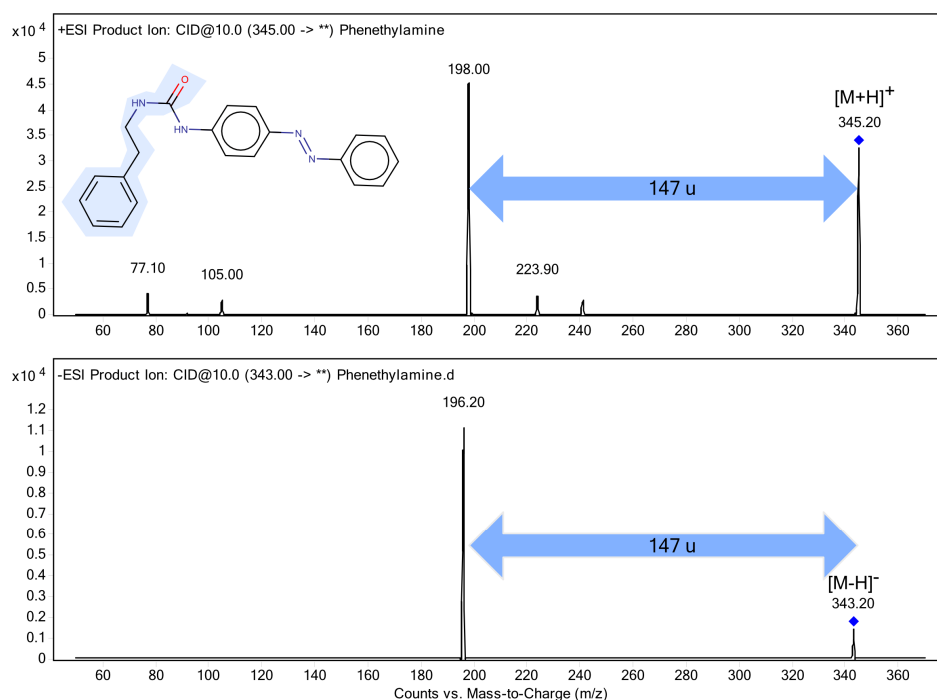 x10⁴ +ESI Product Ion: CID@10.0 (345.00 -> **) Phenethylamine
5
4.5
4
3.5
3
2.5
2
1.5
1
0.5
0
198.00
[M+H]⁺
345.20
147 u
77.10
105.00
223.90
HN
O
HN
N
N
60 80 100 120 140 160 180 200 220 240 260 280 300 320 340 360
x10⁴ -ESI Product Ion: CID@10.0 (343.00 -> **) Phenethylamine.d
1.2
1.1
1
0.9
0.8
0.7
0.6
0.5
0.4
0.3
0.2
0.1
0
196.20
147 u
[M-H]⁻
343.20
60 80 100 120 140 160 180 200 220 240 260 280 300 320 340 360
Counts vs. Mass-to-Charge (m/z)